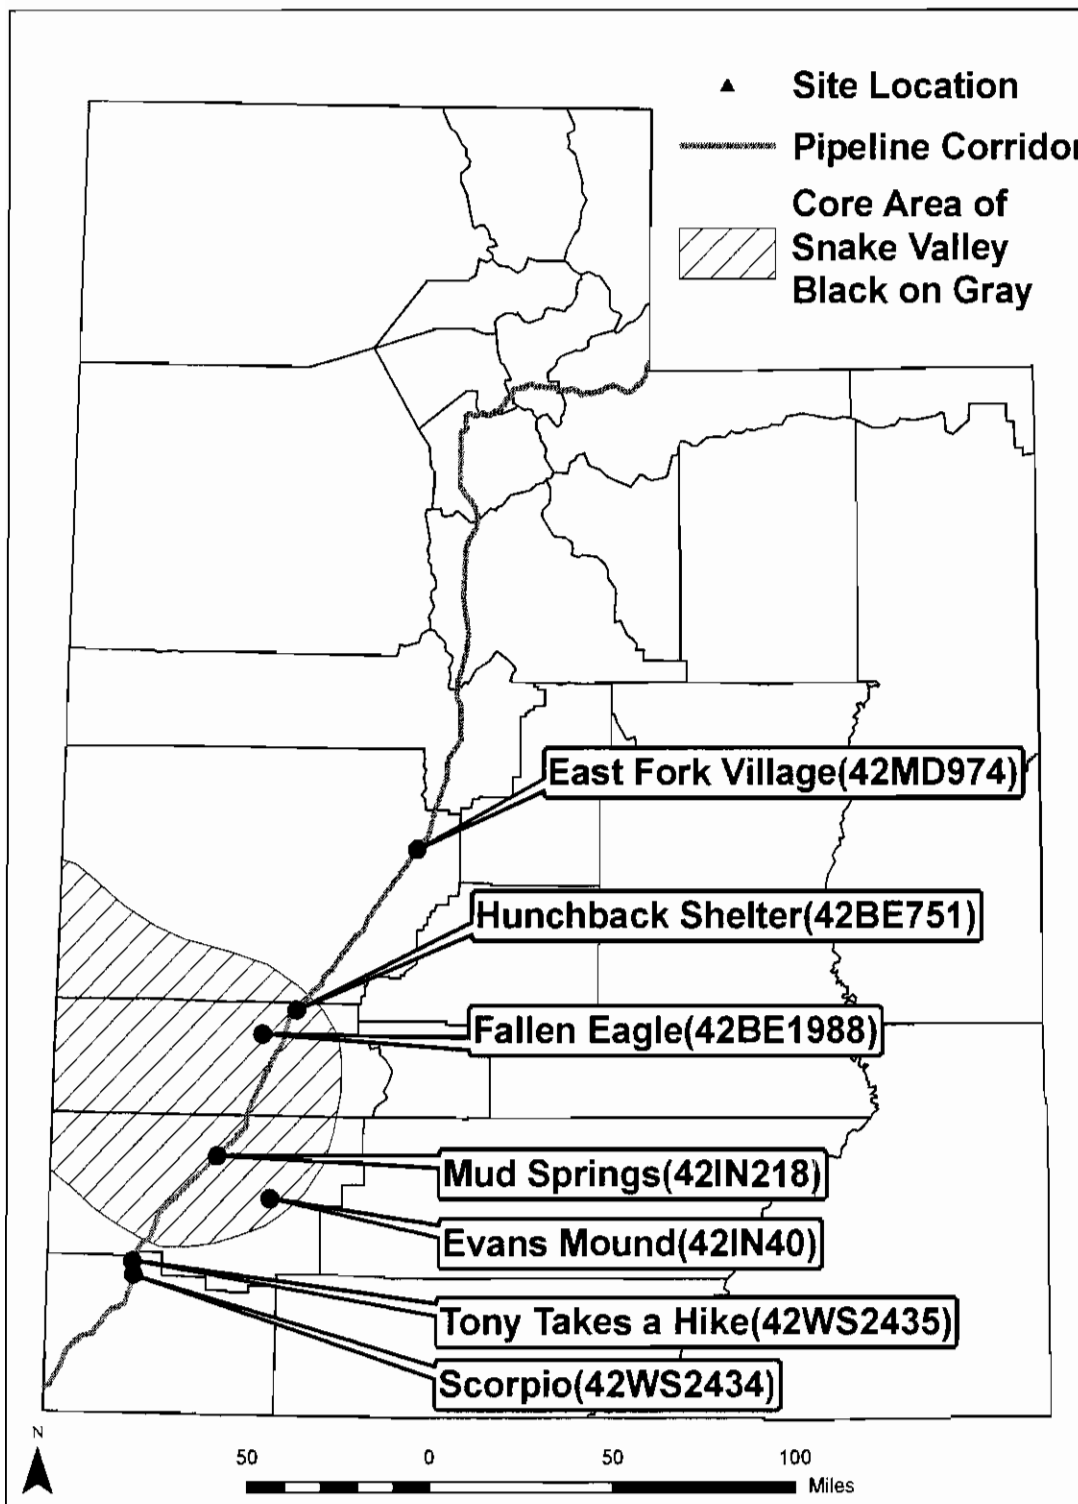 Site Location
Pipeline Corridor
Core Area of
Snake Valley
Black on Gray
East Fork Village(42MD974)
Hunchback Shelter(42BE751)
Fallen Eagle(42BE1988)
Mud Springs(42IN218)
Evans Mound(42IN40)
Tony Takes a Hike(42WS2435)
Scorpio(42WS2434)
N
50 0 50 100
Miles